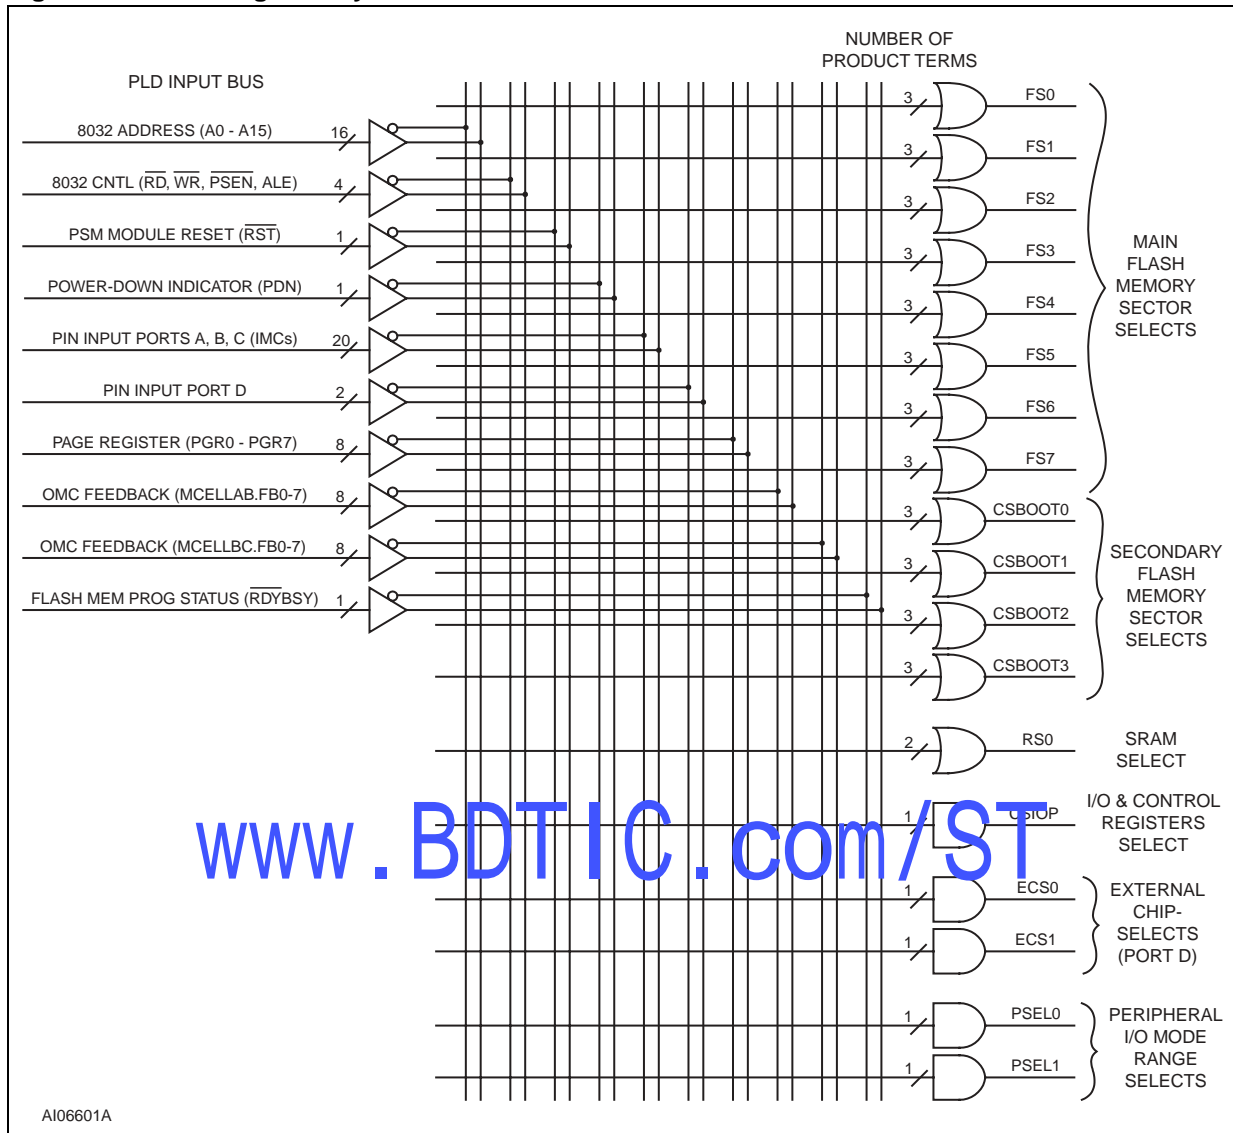 NUMBER OF
PRODUCT TERMS
PLD INPUT BUS
8032 ADDRESS (A0 - A15)
16
8032 CNTL (RD, WR, PSEN, ALE)
4
PSM MODULE RESET (RST)
1
POWER-DOWN INDICATOR (PDN)
1
PIN INPUT PORTS A, B, C (IMCs)
20
PIN INPUT PORT D
2
PAGE REGISTER (PGR0 - PGR7)
8
OMC FEEDBACK (MCELLAB.FB0-7)
8
OMC FEEDBACK (MCELLBC.FB0-7)
8
FLASH MEM PROG STATUS (RDYBSY)
1
3
FS0
3
FS1
3
FS2
3
FS3
3
FS4
3
FS5
3
FS6
3
FS7
MAIN
FLASH
MEMORY
SECTOR
SELECTS
3
CSBOOT0
3
CSBOOT1
3
CSBOOT2
3
CSBOOT3
SECONDARY
FLASH
MEMORY
SECTOR
SELECTS
2
RS0
SRAM
SELECT
1
CSIOP
I/O & CONTROL
REGISTERS
SELECT
www.BDTIC.com/ST
1
ECS0
1
ECS1
EXTERNAL
CHIP-
SELECTS
(PORT D)
1
PSEL0
1
PSEL1
PERIPHERAL
I/O MODE
RANGE
SELECTS
AI06601A